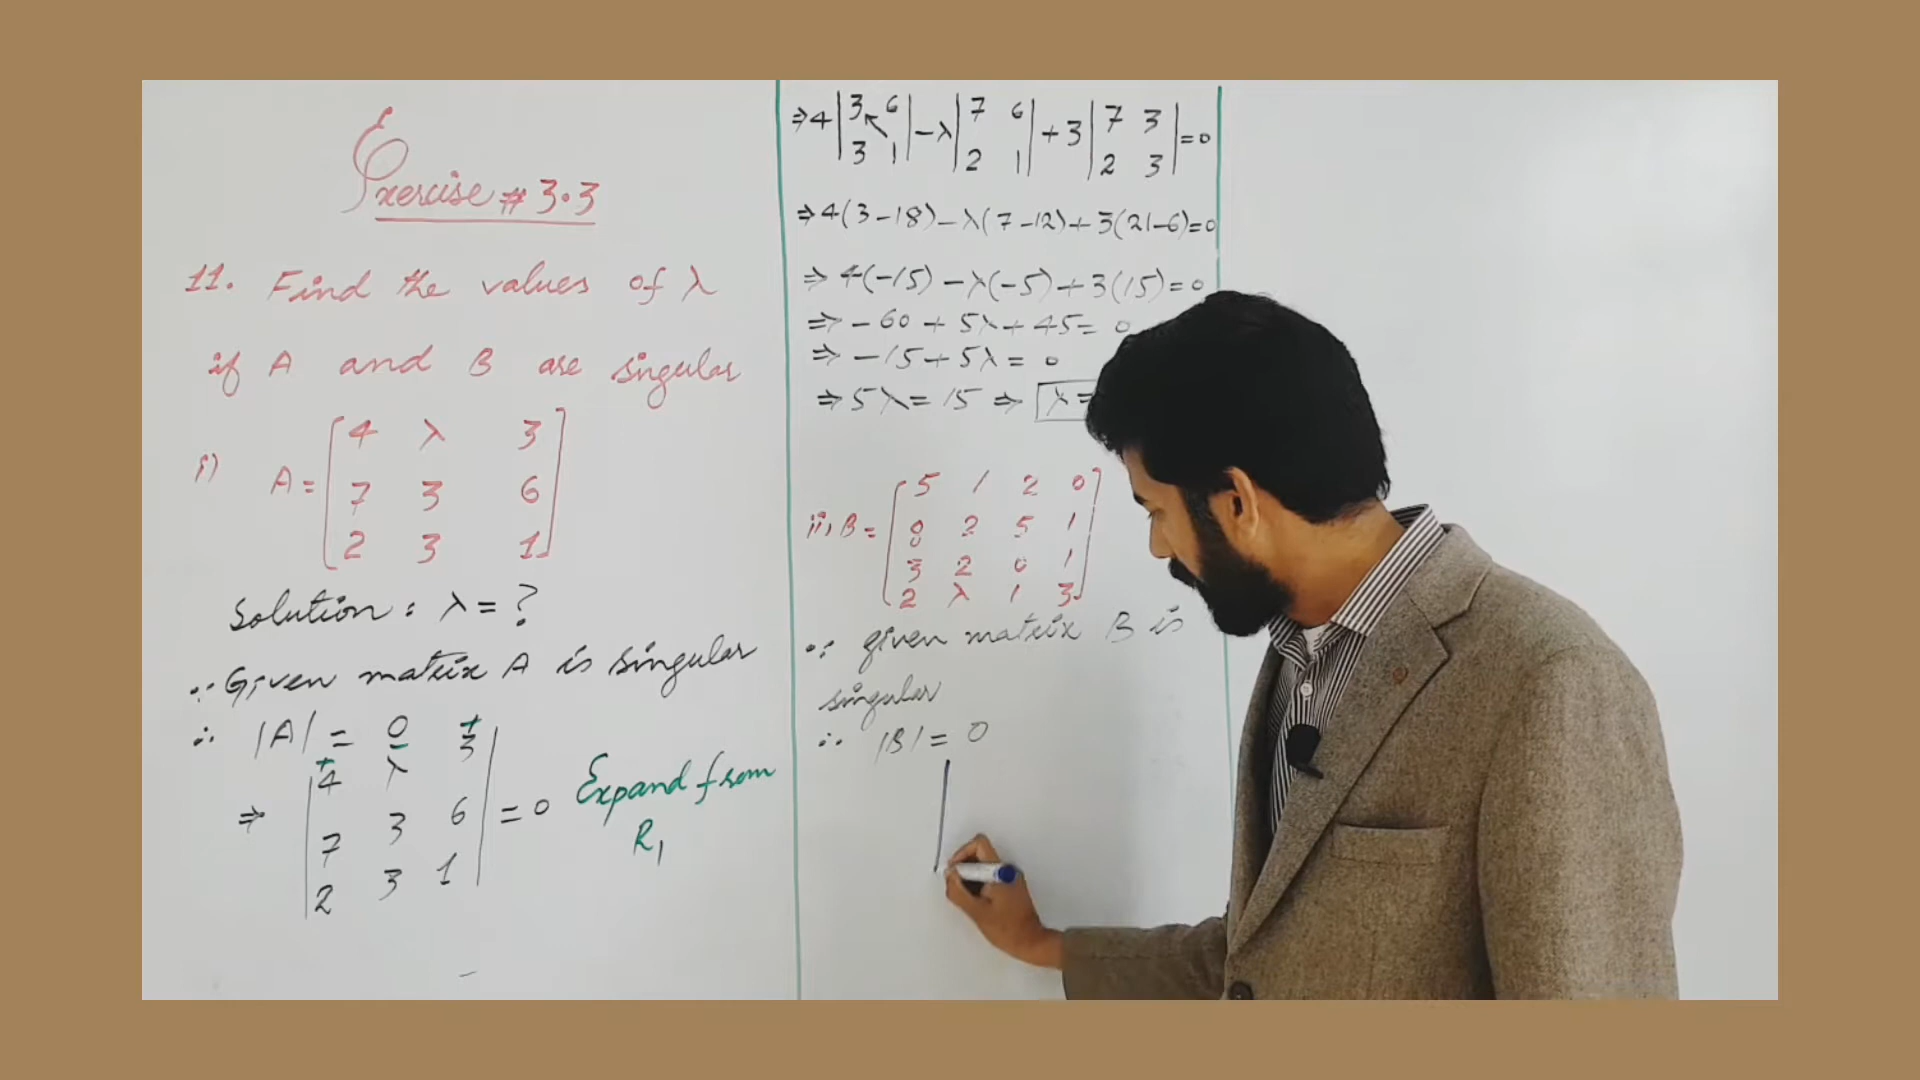 Exercise # 3.3
11. Find the values of λ
if A and B are singular
i) A = [4 λ 3
7 3 6
2 3 1]
Solution: λ = ?
∵ Given matrix A is singular
∴ |A| = 0
⇒ |4 λ 3
7 3 6
2 3 1| = 0 Expand from
R₁
+ − +
⇒ 4 |3 6 / 3 1| − λ |7 6 / 2 1| + 3 |7 3 / 2 3| = 0
⇒ 4(3−18) − λ(7−12) + 3(21−6) = 0
⇒ 4(−15) − λ(−5) + 3(15) = 0
⇒ −60 + 5λ + 45 = 0
⇒ −15 + 5λ = 0
⇒ 5λ = 15 ⇒ λ =
ii, B = [5 1 2 0
2 5 1
3 2 0 1
2 λ 1 3]
∵ given matrix B is
singular
∴ |B| = 0